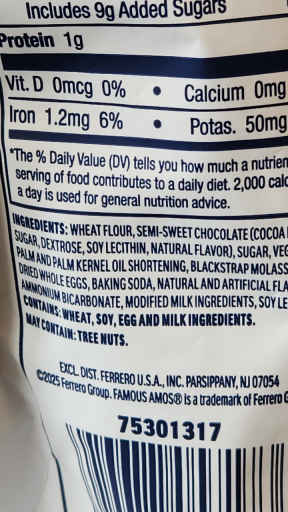 Includes 9g Added Sugars
Protein 1g
Vit. D 0mcg 0% • Calcium 0mg
Iron 1.2mg 6% • Potas. 50mg
*The % Daily Value (DV) tells you how much a nutrien
serving of food contributes to a daily diet. 2,000 calo
a day is used for general nutrition advice.
INGREDIENTS: WHEAT FLOUR, SEMI-SWEET CHOCOLATE (COCOA
SUGAR, DEXTROSE, SOY LECITHIN, NATURAL FLAVOR), SUGAR, VEG
PALM AND PALM KERNEL OIL SHORTENING, BLACKSTRAP MOLASS
DRIED WHOLE EGGS, BAKING SODA, NATURAL AND ARTIFICIAL FLA
AMMONIUM BICARBONATE, MODIFIED MILK INGREDIENTS, SOY LE
CONTAINS: WHEAT, SOY, EGG AND MILK INGREDIENTS.
MAY CONTAIN: TREE NUTS.
EXCL. DIST. FERRERO U.S.A., INC. PARSIPPANY, NJ 07054
©2025 Ferrero Group. FAMOUS AMOS® is a trademark of Ferrero G
75301317